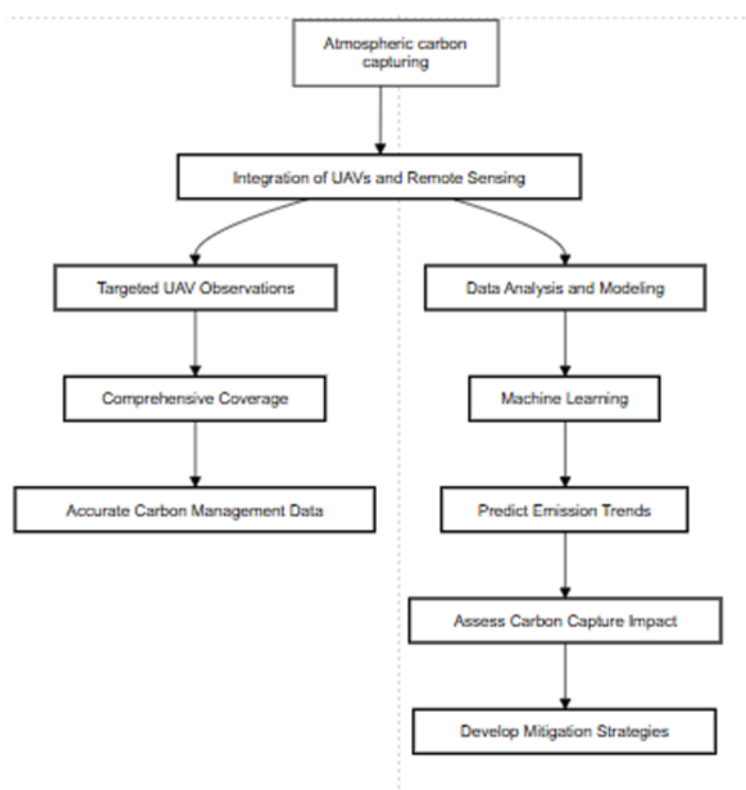 Atmospheric carbon
capturing
Integration of UAVs and Remote Sensing
Targeted UAV Observations
Data Analysis and Modeling
Comprehensive Coverage
Machine Learning
Accurate Carbon Management Data
Predict Emission Trends
Assess Carbon Capture Impact
Develop Mitigation Strategies